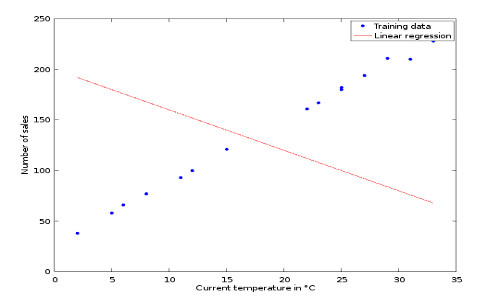 250
Training data
Linear regression
200
150
Number of sales
100
50
0
0 5 10 15 20 25 30 35
Current temperature in °C